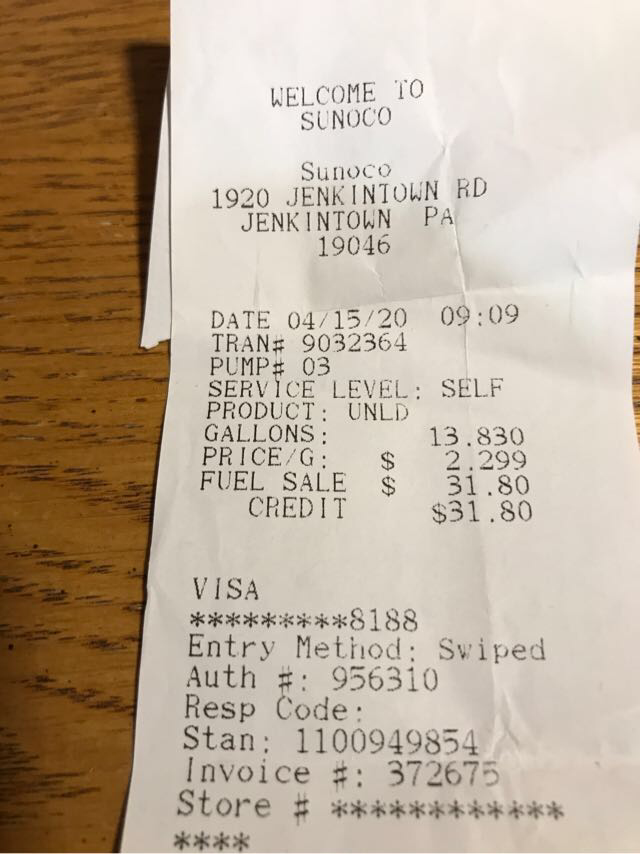 WELCOME TO
SUNOCO
Sunoco
1920 JENKINTOWN RD
JENKINTOWN PA
19046
DATE 04/15/20 09:09
TRAN# 9032364
PUMP# 03
SERVICE LEVEL: SELF
PRODUCT: UNLD
GALLONS: 13.830
PRICE/G: $ 2.299
FUEL SALE $ 31.80
CREDIT $31.80
VISA
*********8188
Entry Method: Swiped
Auth #: 956310
Resp Code:
Stan: 1100949854
Invoice #: 372675
Store # ************
****